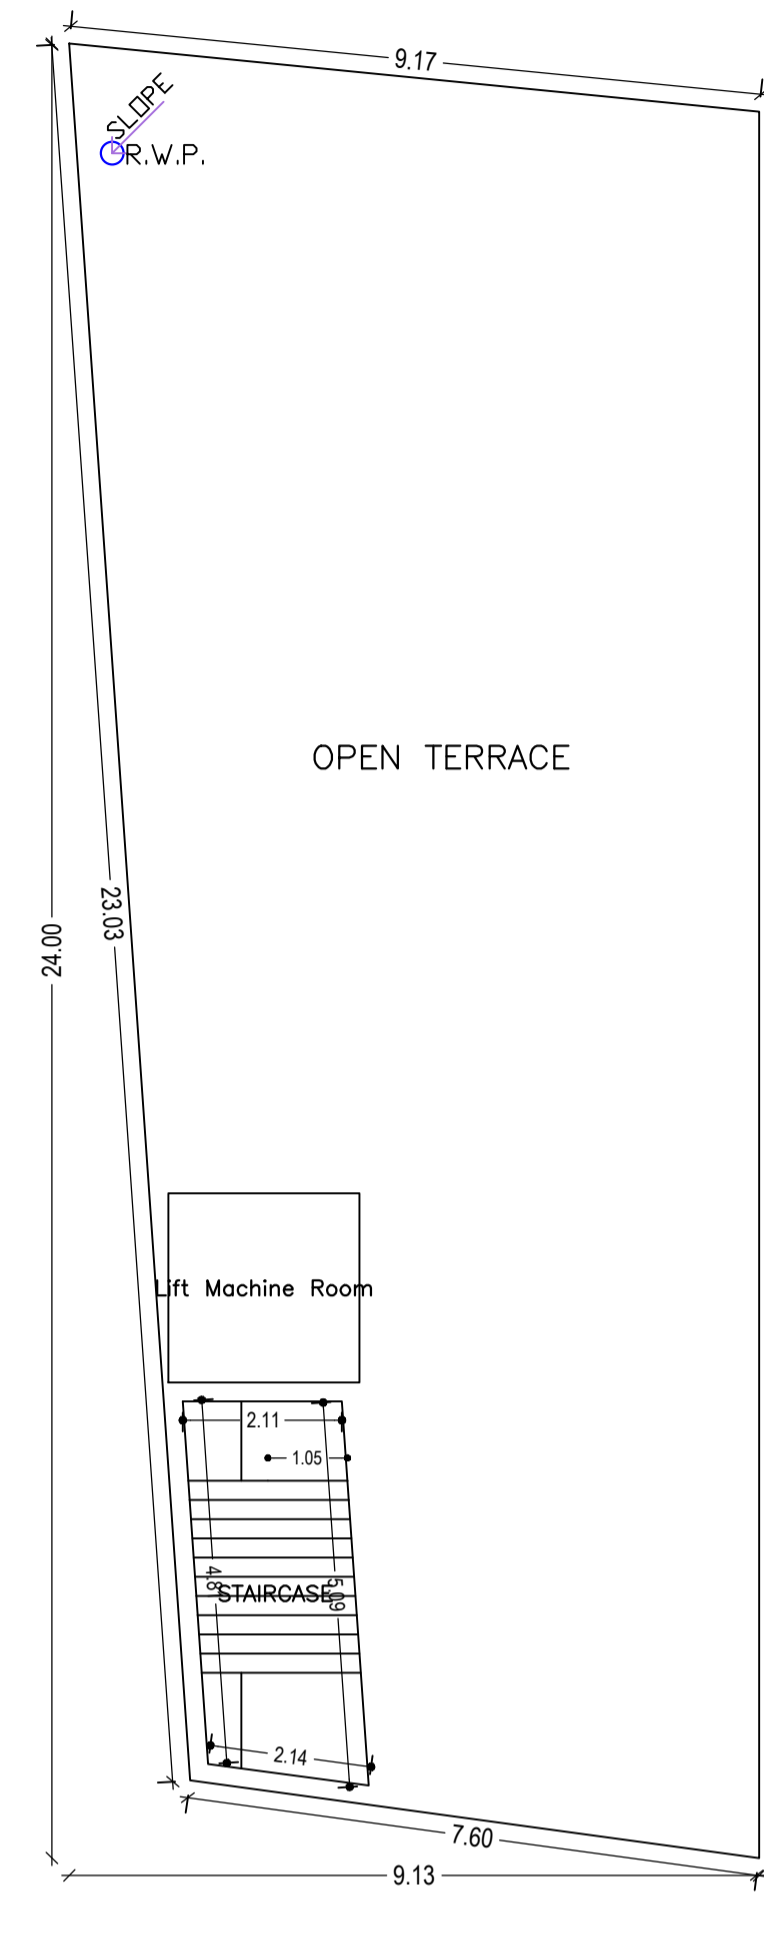 9.17
SLOPE
R.W.P.
OPEN TERRACE
23.03
24.00
Lift Machine Room
2.11
1.05
4.8
5.09
STAIRCASE
2.14
7.60
9.13